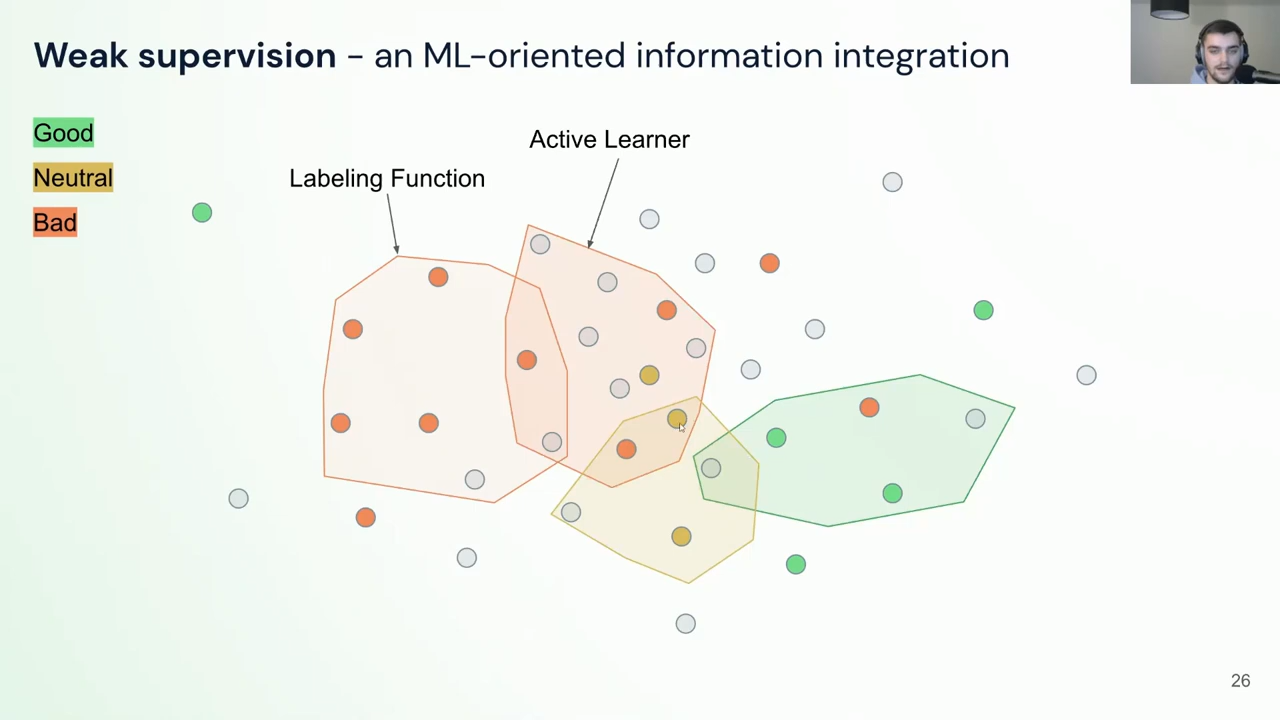 Weak supervision - an ML-oriented information integration
Good
Neutral
Bad
Active Learner
Labeling Function
26